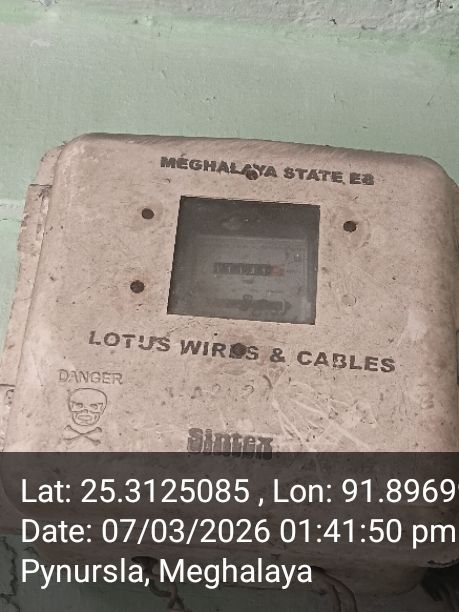 MEGHALAYA STATE EB
LOTUS WIRES & CABLES
DANGER
Sintex
Lat: 25.3125085 , Lon: 91.8969
Date: 07/03/2026 01:41:50 pm
Pynursla, Meghalaya